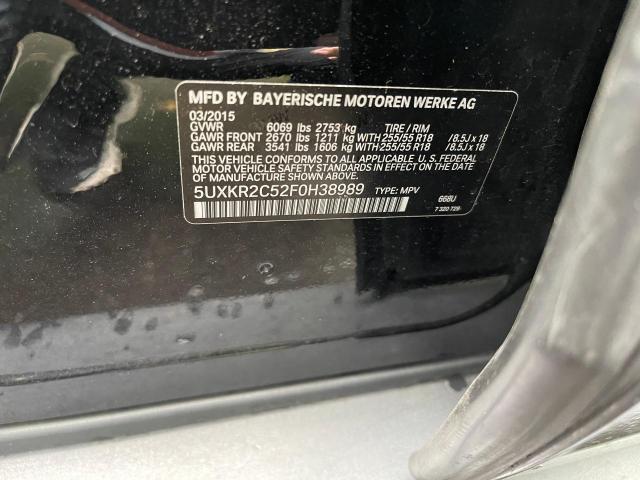 MFD BY BAYERISCHE MOTOREN WERKE AG
03/2015
GVWR 6069 lbs 2753 kg TIRE / RIM
GAWR FRONT 2670 lbs 1211 kg WITH 255/55 R18 / 8.5J x 18
GAWR REAR 3541 lbs 1606 kg WITH 255/55 R18 / 8.5J x 18
THIS VEHICLE CONFORMS TO ALL APPLICABLE U. S. FEDERAL
MOTOR VEHICLE SAFETY STANDARDS IN EFFECT ON THE
DATE OF MANUFACTURE SHOWN ABOVE.
5UXKR2C52F0H38989 TYPE: MPV 668U
7 320 729-